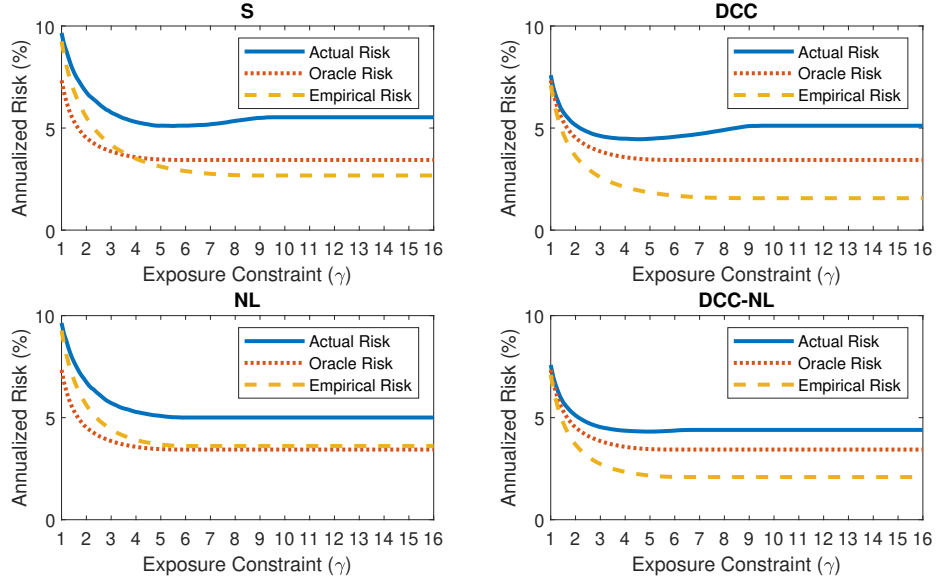 S
Annualized Risk (%)
10
5
0
Actual Risk
Oracle Risk
Empirical Risk
1 2 3 4 5 6 7 8 9 10 11 12 13 14 15 16
Exposure Constraint (γ)
DCC
Annualized Risk (%)
10
5
0
Actual Risk
Oracle Risk
Empirical Risk
1 2 3 4 5 6 7 8 9 10 11 12 13 14 15 16
Exposure Constraint (γ)
NL
Annualized Risk (%)
10
5
0
Actual Risk
Oracle Risk
Empirical Risk
1 2 3 4 5 6 7 8 9 10 11 12 13 14 15 16
Exposure Constraint (γ)
DCC-NL
Annualized Risk (%)
10
5
0
Actual Risk
Oracle Risk
Empirical Risk
1 2 3 4 5 6 7 8 9 10 11 12 13 14 15 16
Exposure Constraint (γ)